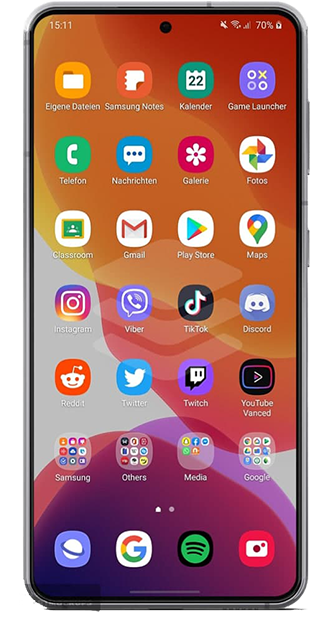 15:11 70%
Eigene Dateien Samsung Notes Kalender Game Launcher
22
Telefon Nachrichten Galerie Fotos
Classroom Gmail Play Store Maps
Instagram Viber TikTok Discord
Reddit Twitter Twitch YouTube
Vanced
Samsung Others Media Google